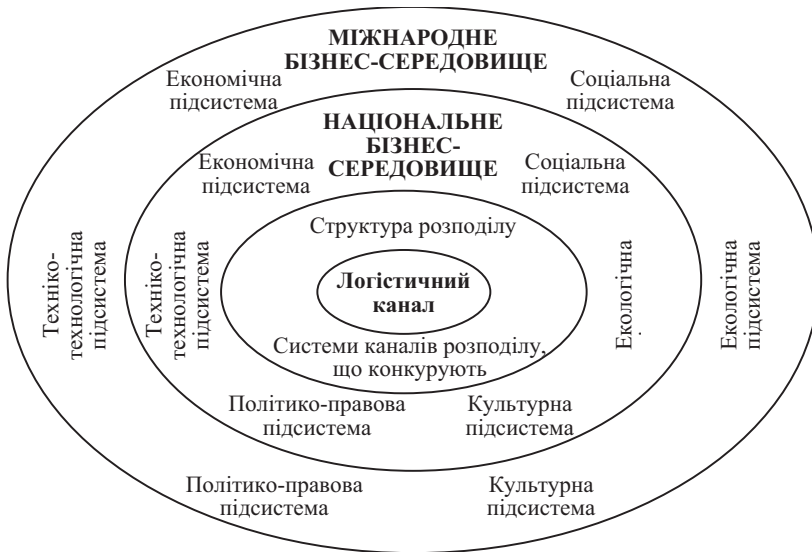 МІЖНАРОДНЕ
БІЗНЕС-СЕРЕДОВИЩЕ
Економічна
підсистема
Соціальна
підсистема
НАЦІОНАЛЬНЕ
БІЗНЕС-
СЕРЕДОВИЩЕ
Економічна
підсистема
Соціальна
підсистема
Структура розподілу
Техніко-
технологічна
підсистема
Техніко-
технологічна
підсистема
Логістичний
канал
Екологічна
Екологічна
підсистема
Системи каналів розподілу,
що конкурують
Політико-правова
підсистема
Культурна
підсистема
Політико-правова
підсистема
Культурна
підсистема